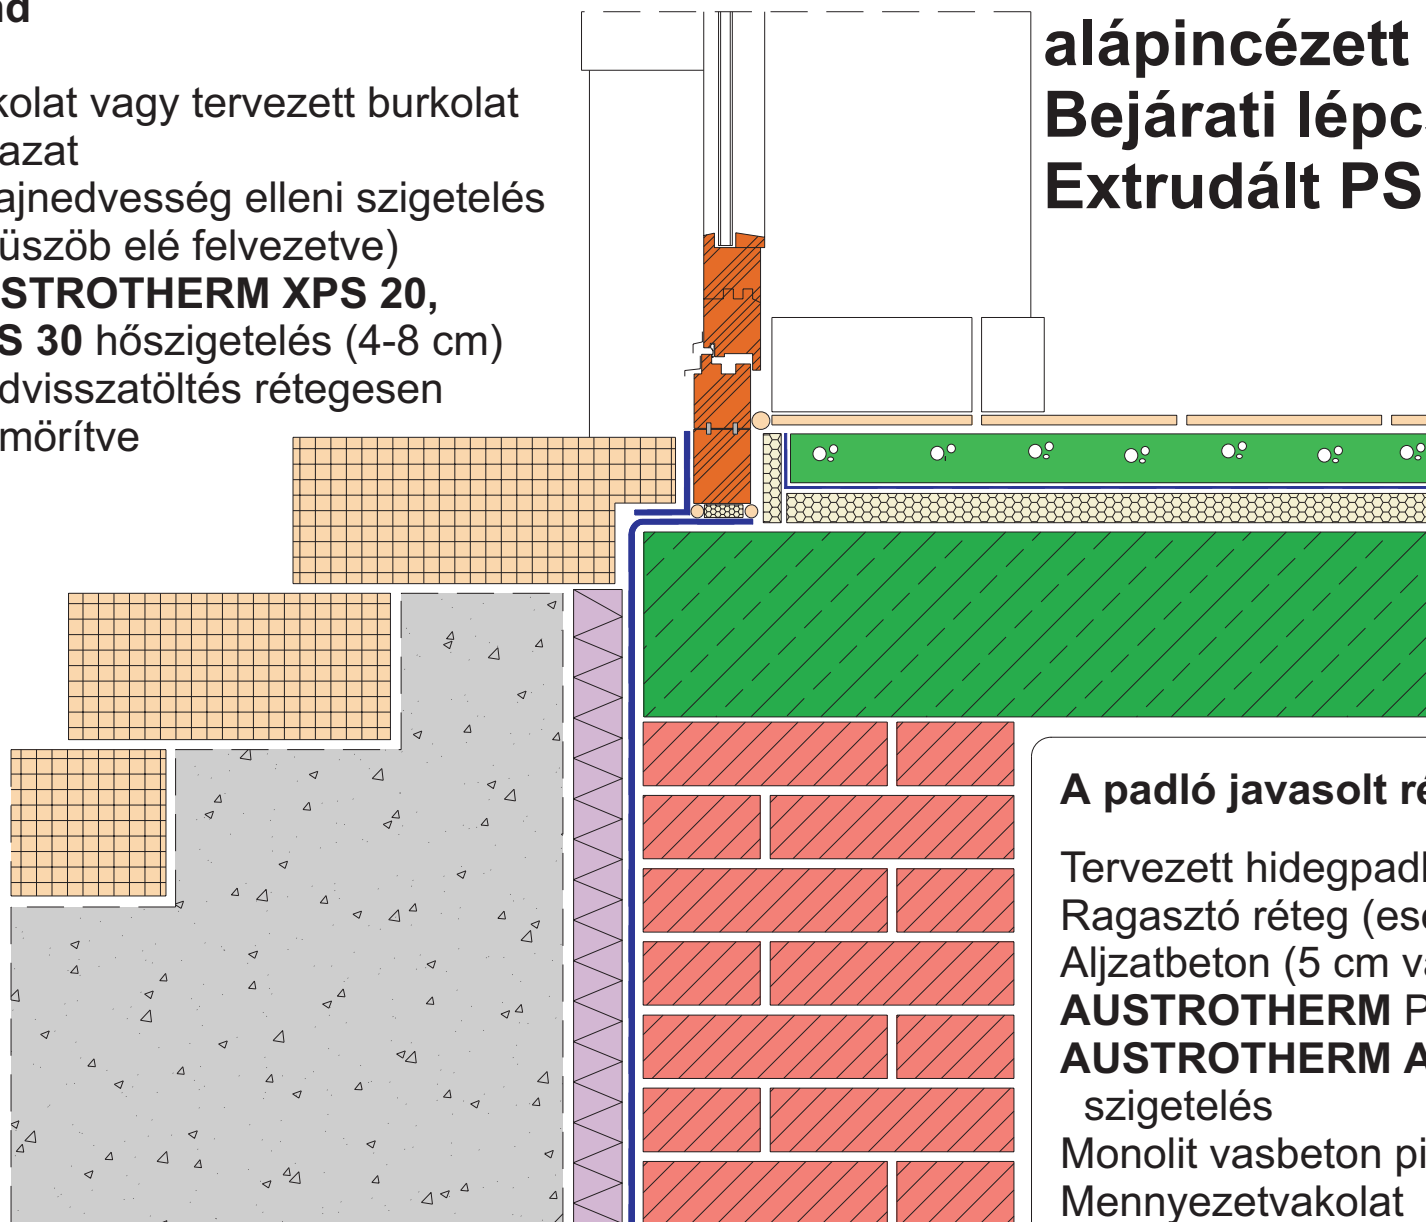 kolat vagy tervezett burkolat
azat
ajnedvesség elleni szigetelés
üszöb elé felvezetve)
STROTHERM XPS 20,
S 30 hőszigetelés (4-8 cm)
dvisszatöltés rétegesen
mörítve
alápincézett
Bejárati lépc
Extrudált PS
A padló javasolt ré
Tervezett hidegpadl
Ragasztó réteg (es
Aljzatbeton (5 cm va
AUSTROTHERM P
AUSTROTHERM A
szigetelés
Monolit vasbeton pi
Mennyezetvakolat